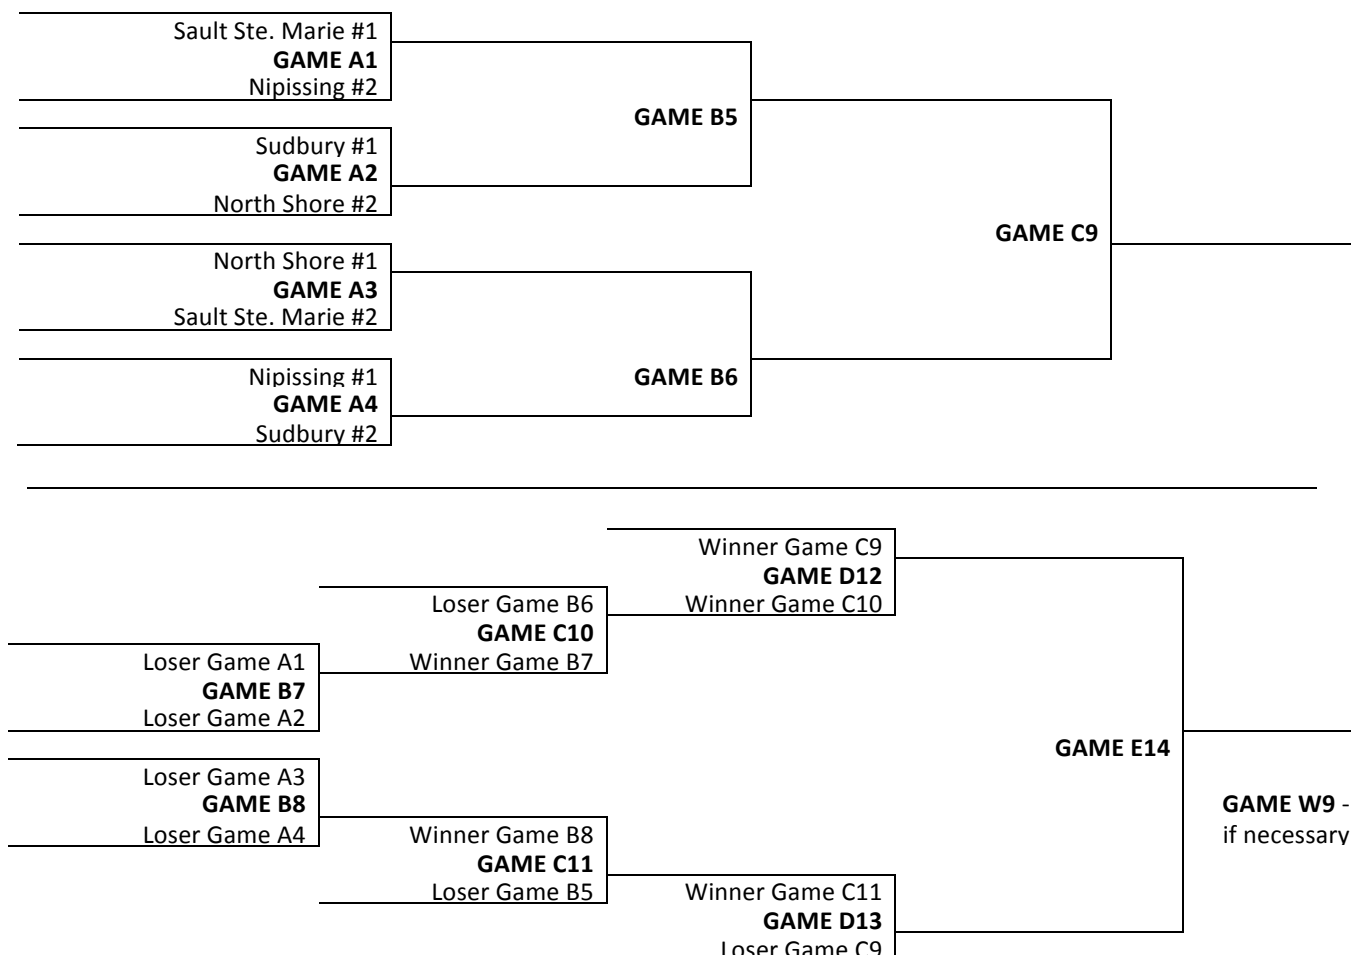 Sault Ste. Marie #1
GAME A1
Nipissing #2
GAME B5
Sudbury #1
GAME A2
North Shore #2
GAME C9
North Shore #1
GAME A3
Sault Ste. Marie #2
Nipissing #1
GAME B6
GAME A4
Sudbury #2
Winner Game C9
GAME D12
Winner Game C10
Loser Game B6
GAME C10
Winner Game B7
Loser Game A1
GAME B7
Loser Game A2
GAME E14
Loser Game A3
GAME B8
Loser Game A4
GAME W9 -
if necessary
Winner Game B8
GAME C11
Loser Game B5
Winner Game C11
GAME D13
Loser Game C9